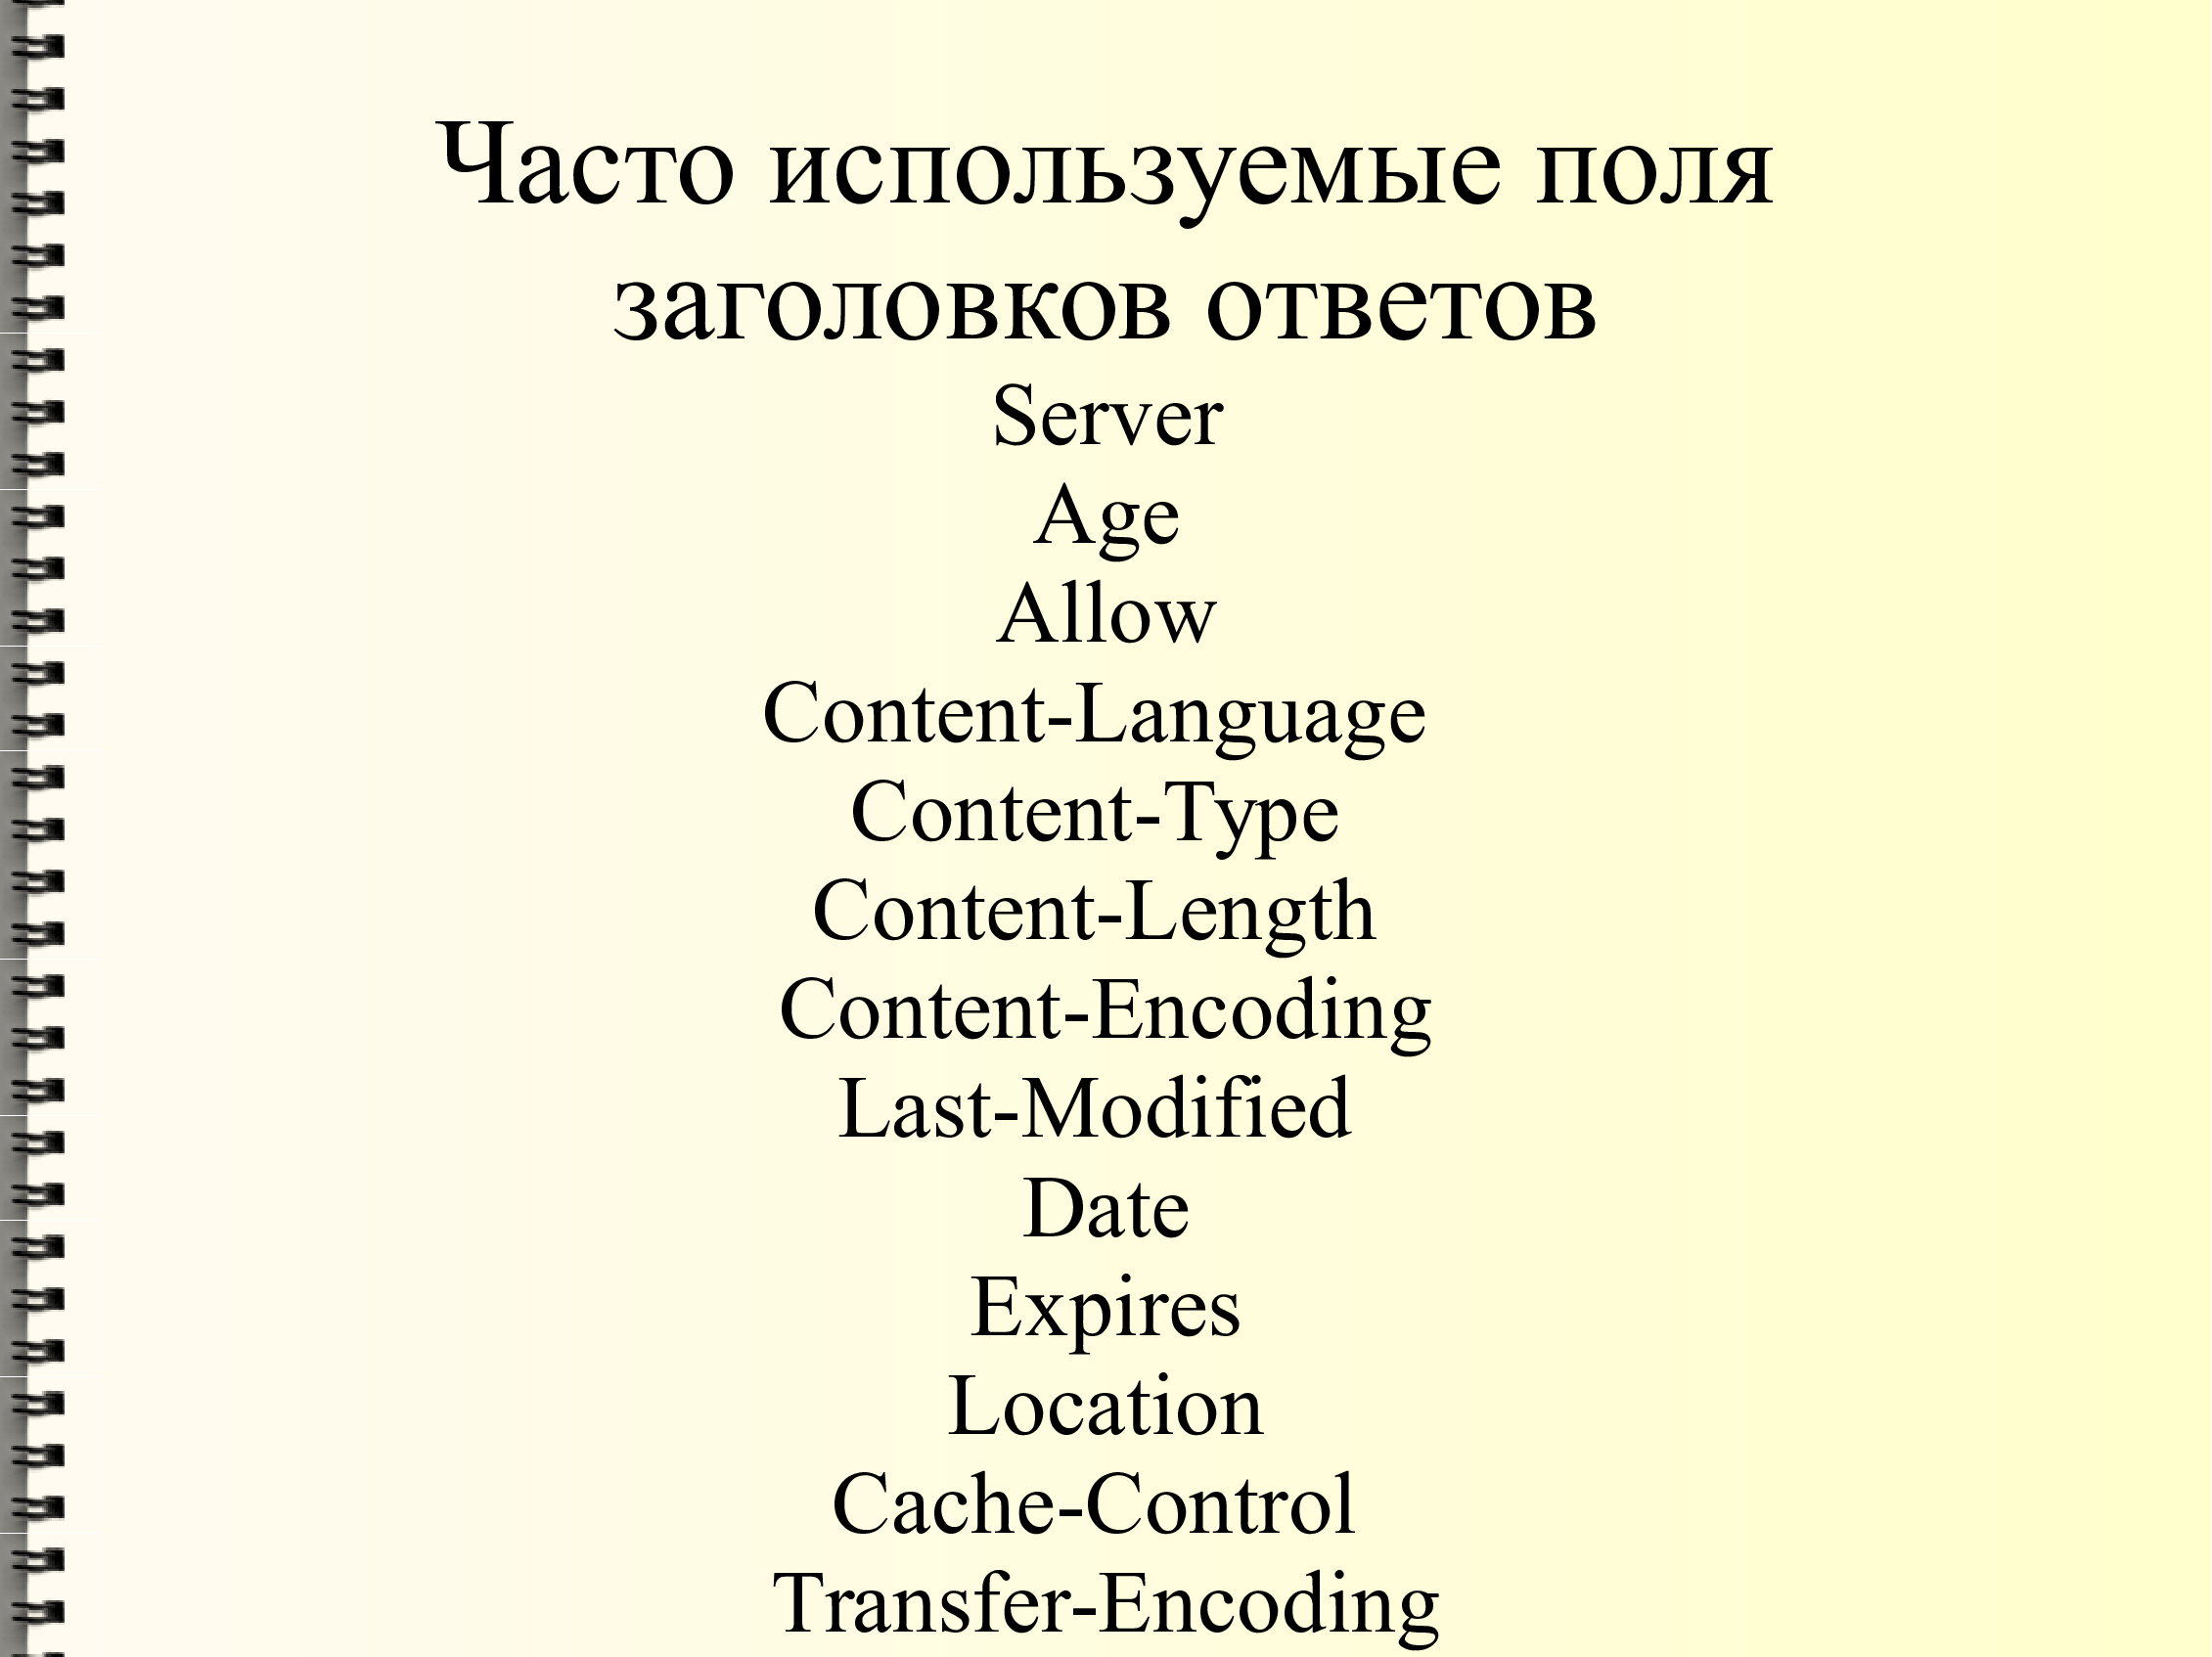 Часто используемые поля
заголовков ответов
Server
Age
Allow
Content-Language
Content-Type
Content-Length
Content-Encoding
Last-Modified
Date
Expires
Location
Cache-Control
Transfer-Encoding